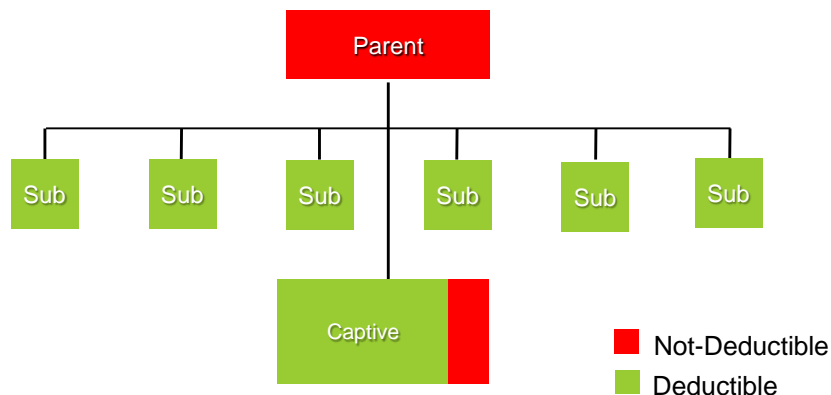 Parent
Sub Sub Sub Sub Sub Sub
Captive
Not-Deductible
Deductible